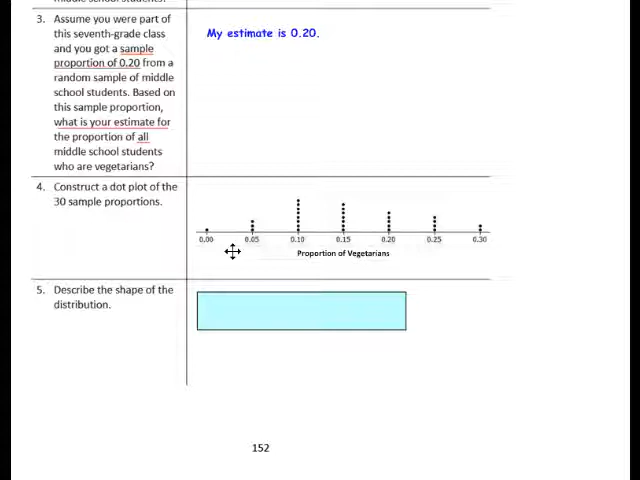 3. Assume you were part of
this seventh-grade class
and you got a sample
proportion of 0.20 from a
random sample of middle
school students. Based on
this sample proportion,
what is your estimate for
the proportion of all
middle school students
who are vegetarians?
My estimate is 0.20.
4. Construct a dot plot of the
30 sample proportions.
0.00 0.05 0.10 0.15 0.20 0.25 0.30
Proportion of Vegetarians
5. Describe the shape of the
distribution.
152